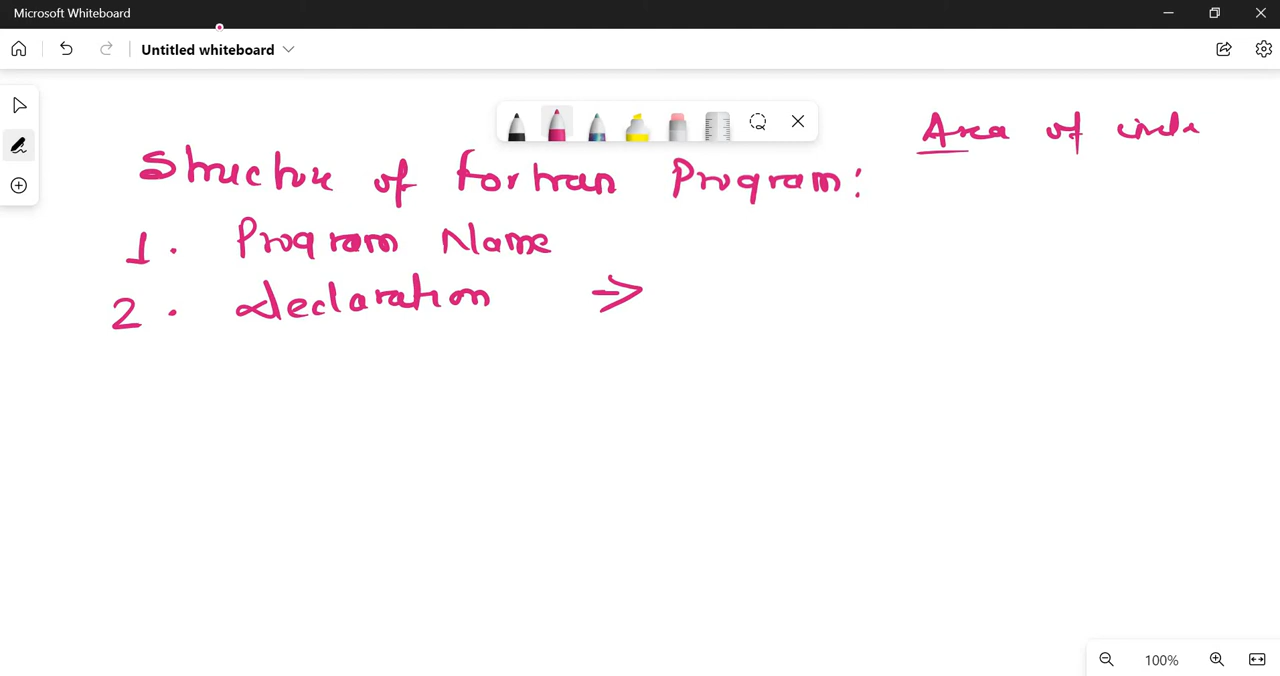 Microsoft Whiteboard
Untitled whiteboard
Area of circle
Structure of Fortran Program:
1. Program Name
2. declaration →
100%